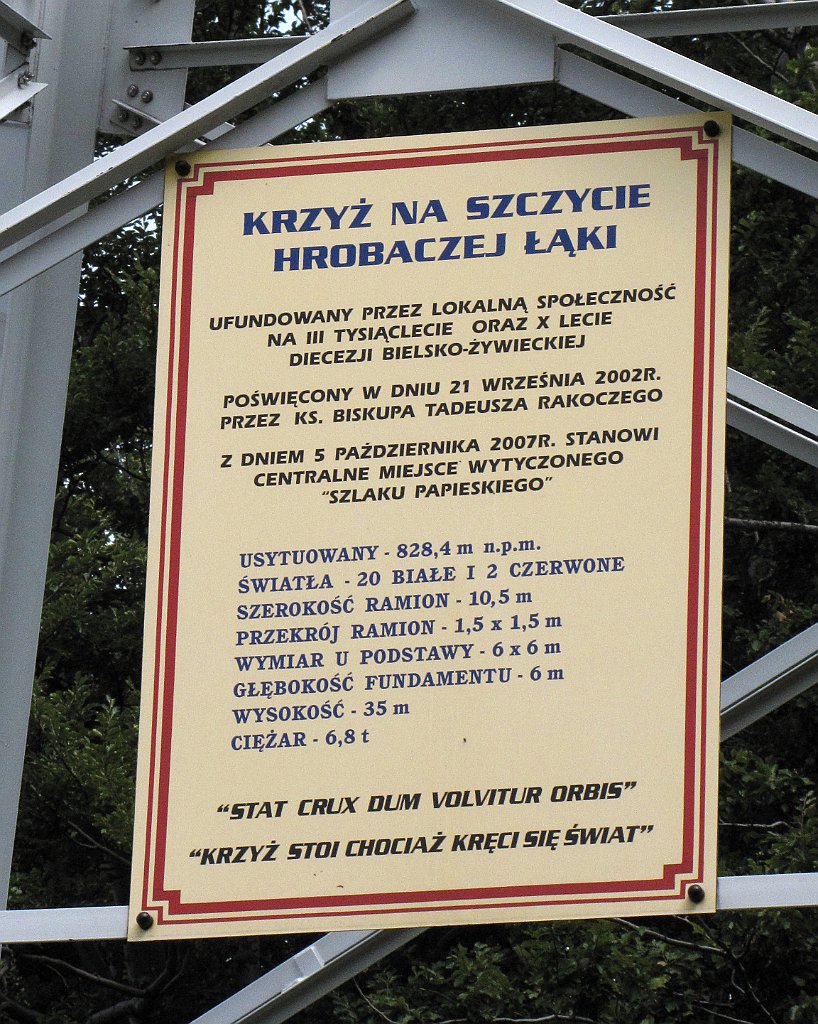 KRZYŻ NA SZCZYCIE
HROBACZEJ ŁĄKI
UFUNDOWANY PRZEZ LOKALNĄ SPOŁECZNOŚĆ
NA III TYSIĄCLECIE ORAZ X LECIE
DIECEZJI BIELSKO-ŻYWIECKIEJ
POŚWIĘCONY W DNIU 21 WRZEŚNIA 2002R.
PRZEZ KS. BISKUPA TADEUSZA RAKOCZEGO
Z DNIEM 5 PAŹDZIERNIKA 2007R. STANOWI
CENTRALNE MIEJSCE WYTYCZONEGO
"SZLAKU PAPIESKIEGO"
USYTUOWANY - 828,4 m n.p.m.
ŚWIATŁA - 20 BIAŁE I 2 CZERWONE
SZEROKOŚĆ RAMION - 10,5 m
PRZEKRÓJ RAMION - 1,5 x 1,5 m
WYMIAR U PODSTAWY - 6 x 6 m
GŁĘBOKOŚĆ FUNDAMENTU - 6 m
WYSOKOŚĆ - 35 m
CIĘŻAR - 6,8 t
"STAT CRUX DUM VOLVITUR ORBIS"
"KRZYŻ STOI CHOCIAŻ KRĘCI SIĘ ŚWIAT"